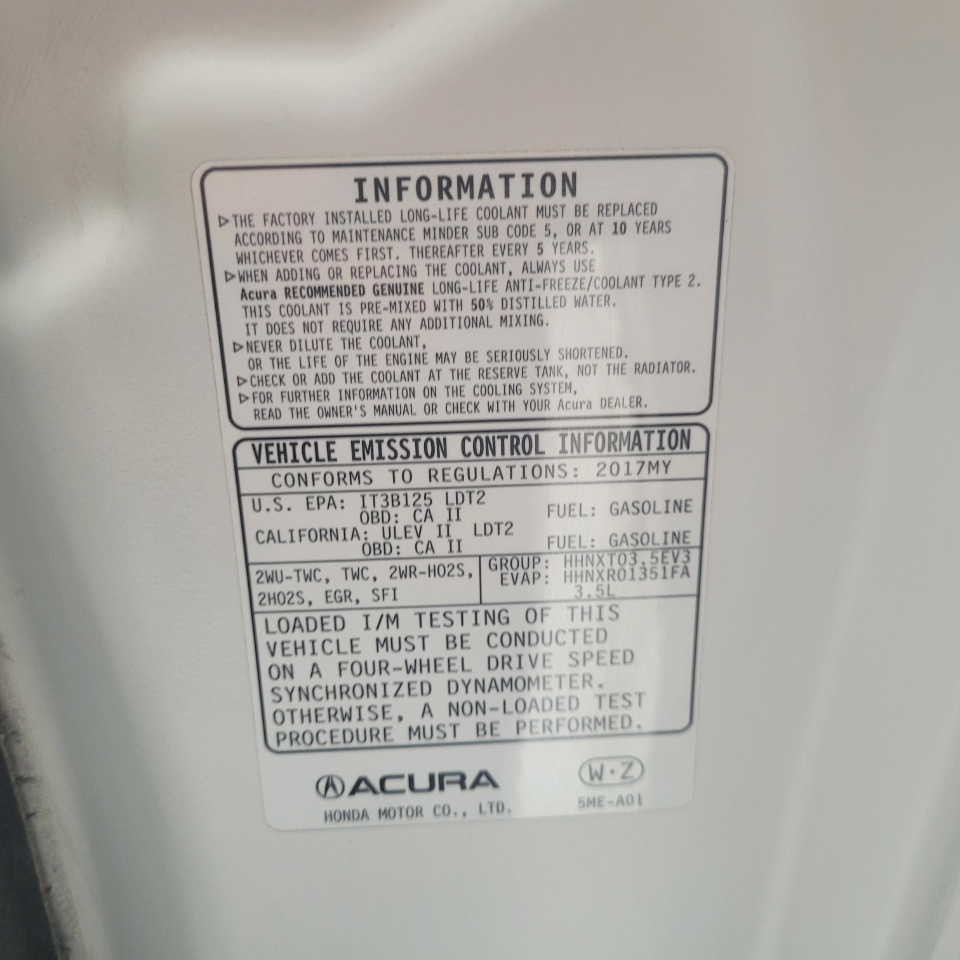 INFORMATION
▷THE FACTORY INSTALLED LONG-LIFE COOLANT MUST BE REPLACED
ACCORDING TO MAINTENANCE MINDER SUB CODE 5, OR AT 10 YEARS
WHICHEVER COMES FIRST. THEREAFTER EVERY 5 YEARS.
▷WHEN ADDING OR REPLACING THE COOLANT, ALWAYS USE
Acura RECOMMENDED GENUINE LONG-LIFE ANTI-FREEZE/COOLANT TYPE 2.
THIS COOLANT IS PRE-MIXED WITH 50% DISTILLED WATER.
IT DOES NOT REQUIRE ANY ADDITIONAL MIXING.
▷NEVER DILUTE THE COOLANT,
OR THE LIFE OF THE ENGINE MAY BE SERIOUSLY SHORTENED.
▷CHECK OR ADD THE COOLANT AT THE RESERVE TANK, NOT THE RADIATOR.
▷FOR FURTHER INFORMATION ON THE COOLING SYSTEM,
READ THE OWNER'S MANUAL OR CHECK WITH YOUR Acura DEALER.
VEHICLE EMISSION CONTROL INFORMATION
CONFORMS TO REGULATIONS: 2017MY
U.S. EPA: IT3B125 LDT2
OBD: CA II FUEL: GASOLINE
CALIFORNIA: ULEV II LDT2
OBD: CA II FUEL: GASOLINE
2WU-TWC, TWC, 2WR-HO2S,
2HO2S, EGR, SFI
GROUP: HHNXT03.5EV3
EVAP: HHNXR01351FA
3.5L
LOADED I/M TESTING OF THIS
VEHICLE MUST BE CONDUCTED
ON A FOUR-WHEEL DRIVE SPEED
SYNCHRONIZED DYNAMOMETER.
OTHERWISE, A NON-LOADED TEST
PROCEDURE MUST BE PERFORMED.
ACURA
HONDA MOTOR CO., LTD.
W·Z
5ME-A01